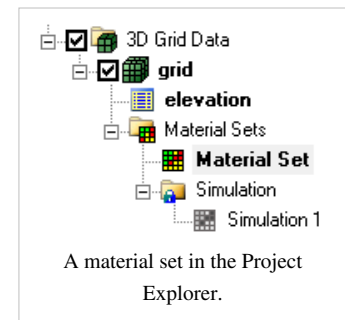 3D Grid Data
grid
elevation
Material Sets
Material Set
Simulation
Simulation 1
A material set in the Project
Explorer.